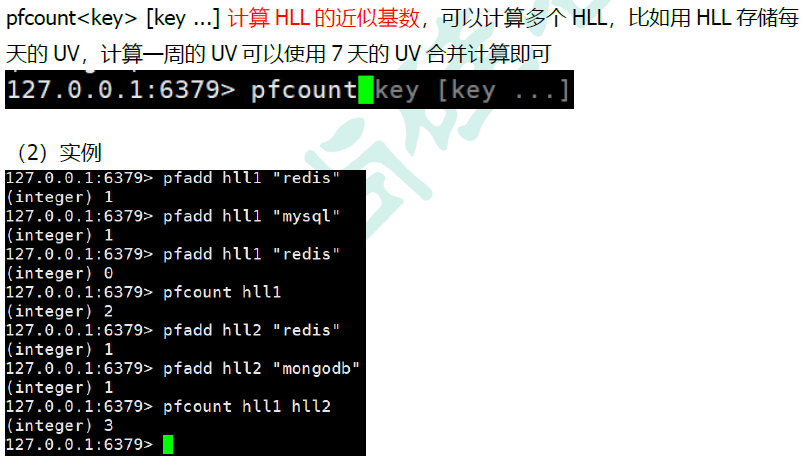 pfcount<key> [key ...] 计算 HLL 的近似基数，可以计算多个 HLL，比如用 HLL 存储每
天的 UV，计算一周的 UV 可以使用 7 天的 UV 合并计算即可
127.0.0.1:6379> pfcount key [key ...]
（2）实例
127.0.0.1:6379> pfadd hll1 "redis"
(integer) 1
127.0.0.1:6379> pfadd hll1 "mysql"
(integer) 1
127.0.0.1:6379> pfadd hll1 "redis"
(integer) 0
127.0.0.1:6379> pfcount hll1
(integer) 2
127.0.0.1:6379> pfadd hll2 "redis"
(integer) 1
127.0.0.1:6379> pfadd hll2 "mongodb"
(integer) 1
127.0.0.1:6379> pfcount hll1 hll2
(integer) 3
127.0.0.1:6379>